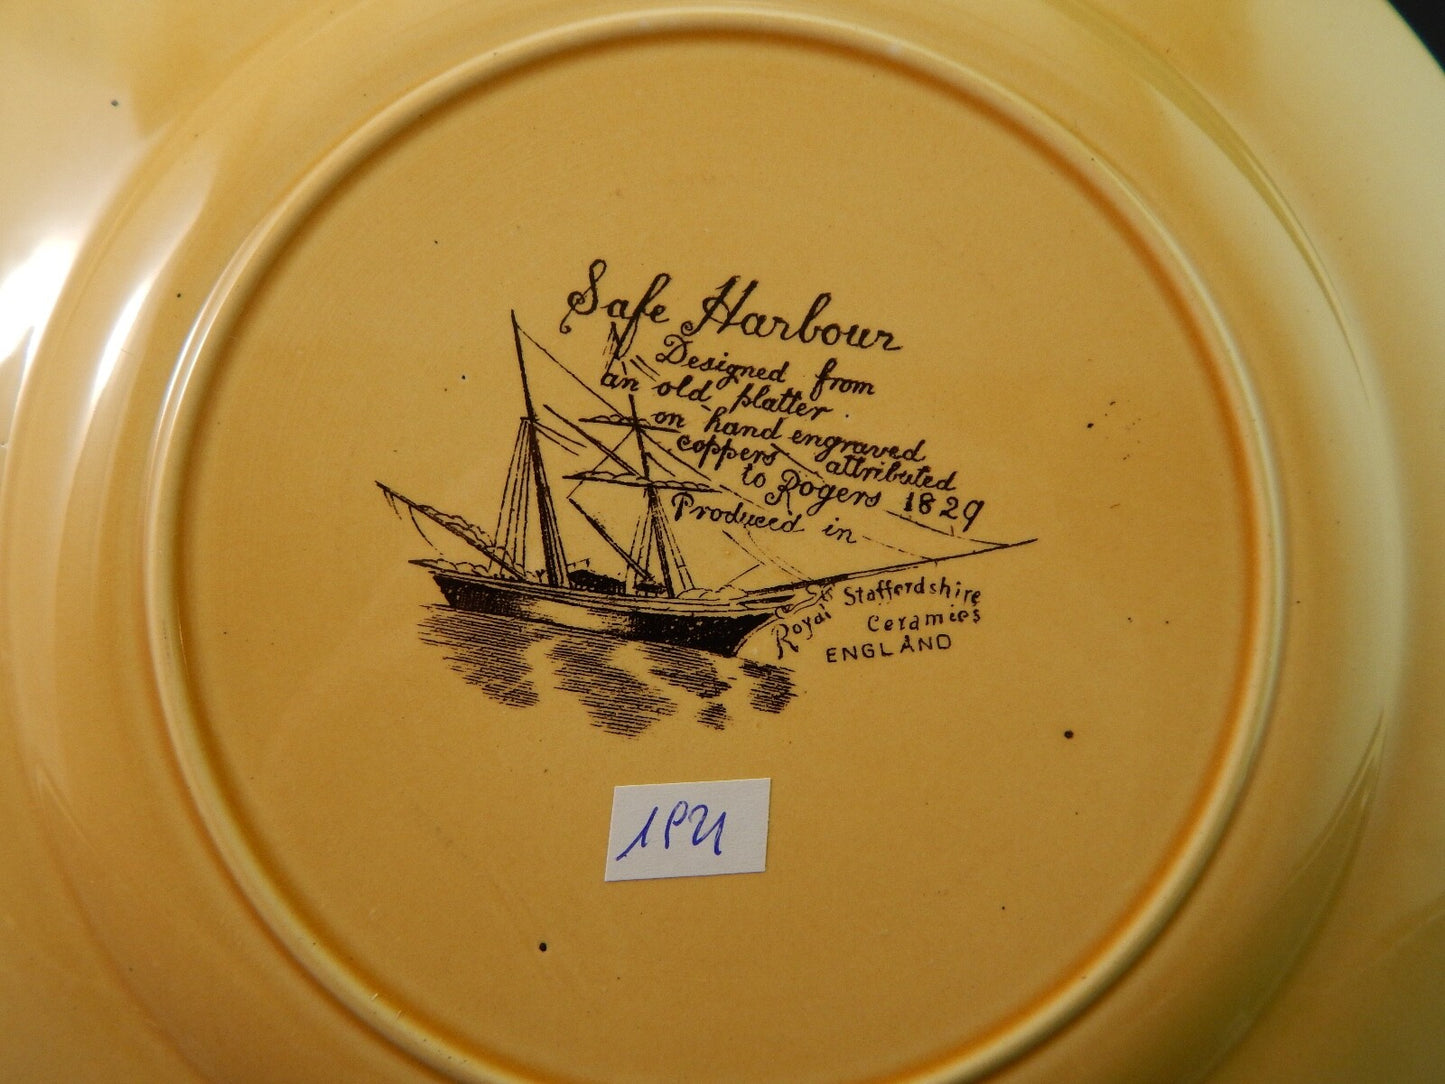 Safe Harbour
Designed from
an old platter
on hand engraved
coppers attributed
to Rogers 1829
Produced in
Royal Staffordshire
Ceramics
ENGLAND